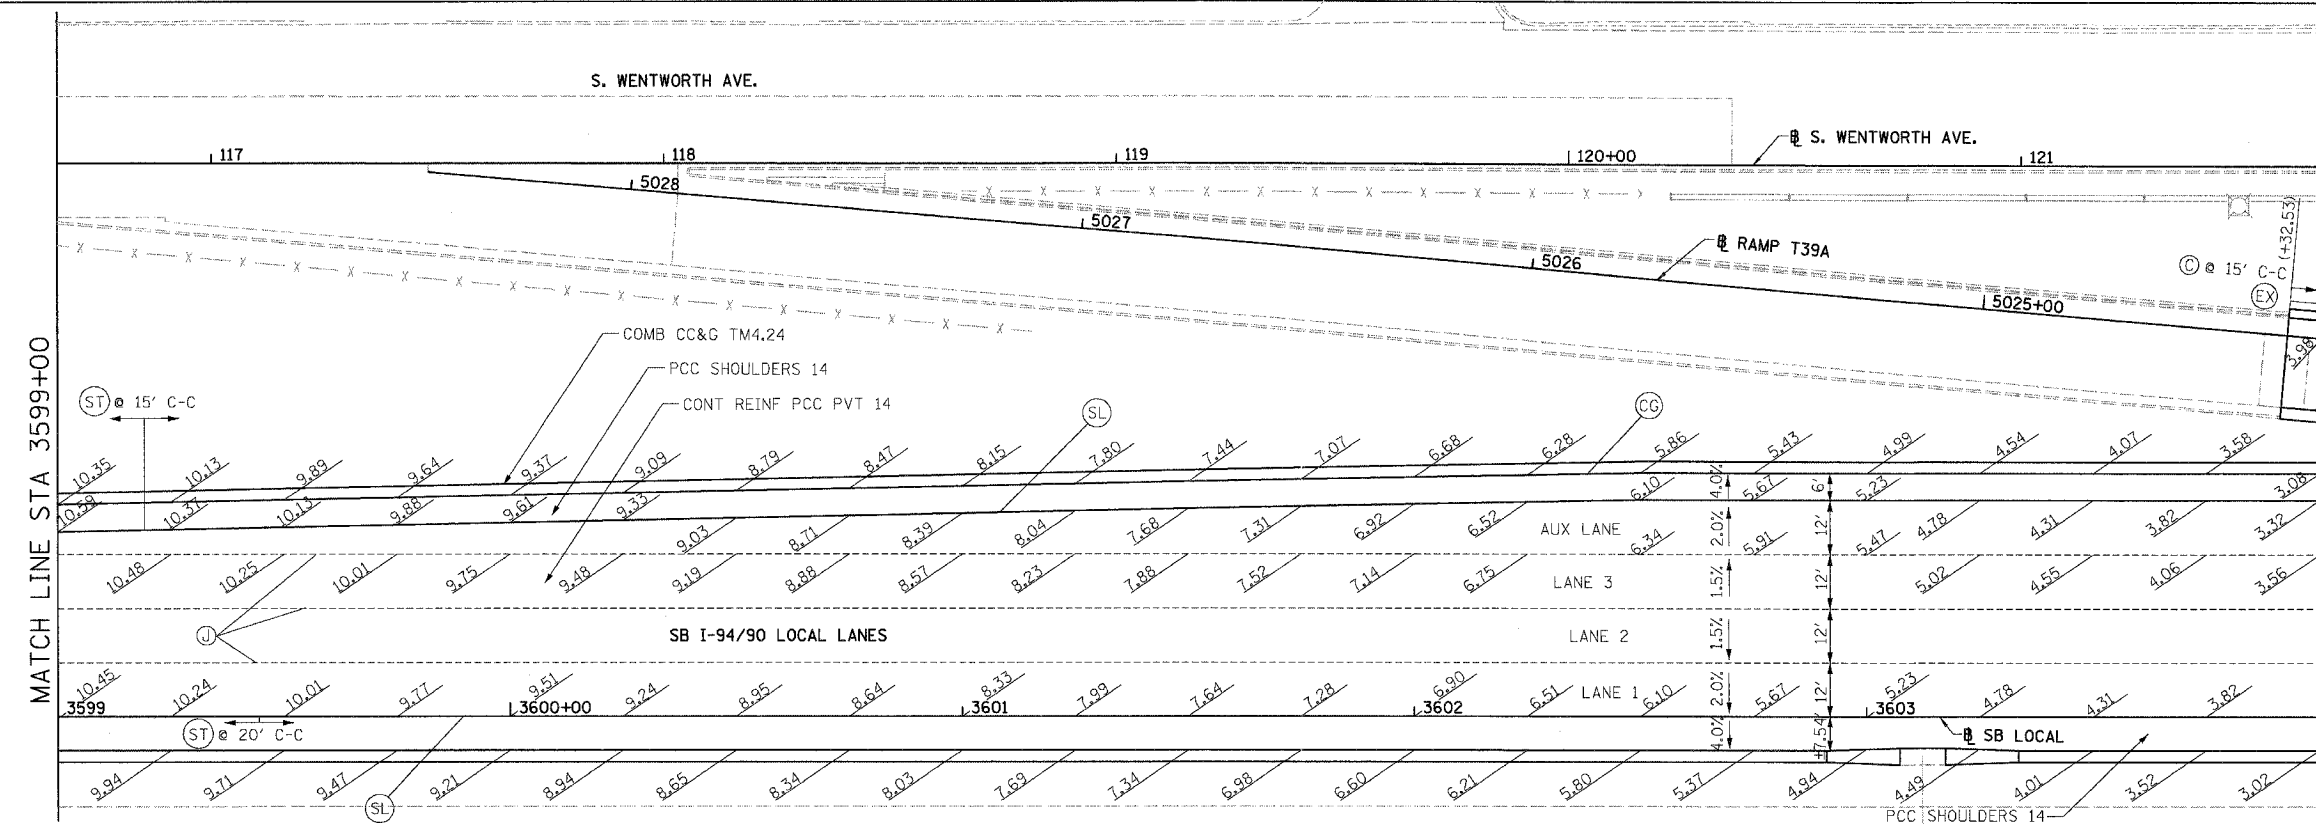 S. WENTWORTH AVE.
℄ S. WENTWORTH AVE.
117
118
119
120+00
121
5028
5027
5026
5025+00
℄ RAMP T39A
(+32.53)
Ⓒ @ 15' C-C
EX
3.98
COMB CC&G TM4.24
PCC SHOULDERS 14
CONT REINF PCC PVT 14
MATCH LINE STA 3599+00
ST @ 15' C-C
SL
CG
10.35 10.13 9.89 9.64 9.37 9.09 8.79 8.47 8.15 7.80 7.44 7.07 6.68 6.28 5.86 5.43 4.99 4.54 4.07 3.58
10.59 10.37 10.13 9.88 9.61 9.33 6.10 4.0% 5.67 6' 5.23 3.08
9.03 8.71 8.39 8.04 7.68 7.31 6.92 6.52 AUX LANE 6.34 2.0% 5.91 12' 5.47 4.78 4.31 3.82 3.32
10.48 10.25 10.01 9.75 9.48 9.19 8.88 8.57 8.23 7.88 7.52 7.14 6.75 LANE 3 1.5% 12' 5.02 4.55 4.06 3.56
J
SB I-94/90 LOCAL LANES
LANE 2 1.5% 12'
10.45 10.24 10.01 9.77 9.51 9.24 8.95 8.64 8.33 7.99 7.64 7.28 6.90 6.51 LANE 1 6.10 2.0% 5.67 12' 5.23 4.78 4.31 3.82
3599 3600+00 3601 3602 3603
ST @ 20' C-C
4.0% +7.54' ℄ SB LOCAL
9.94 9.71 9.47 9.21 8.94 8.65 8.34 8.03 7.69 7.34 6.98 6.60 6.21 5.80 5.37 4.94 4.49 4.01 3.52 3.02
SL
PCC SHOULDERS 14